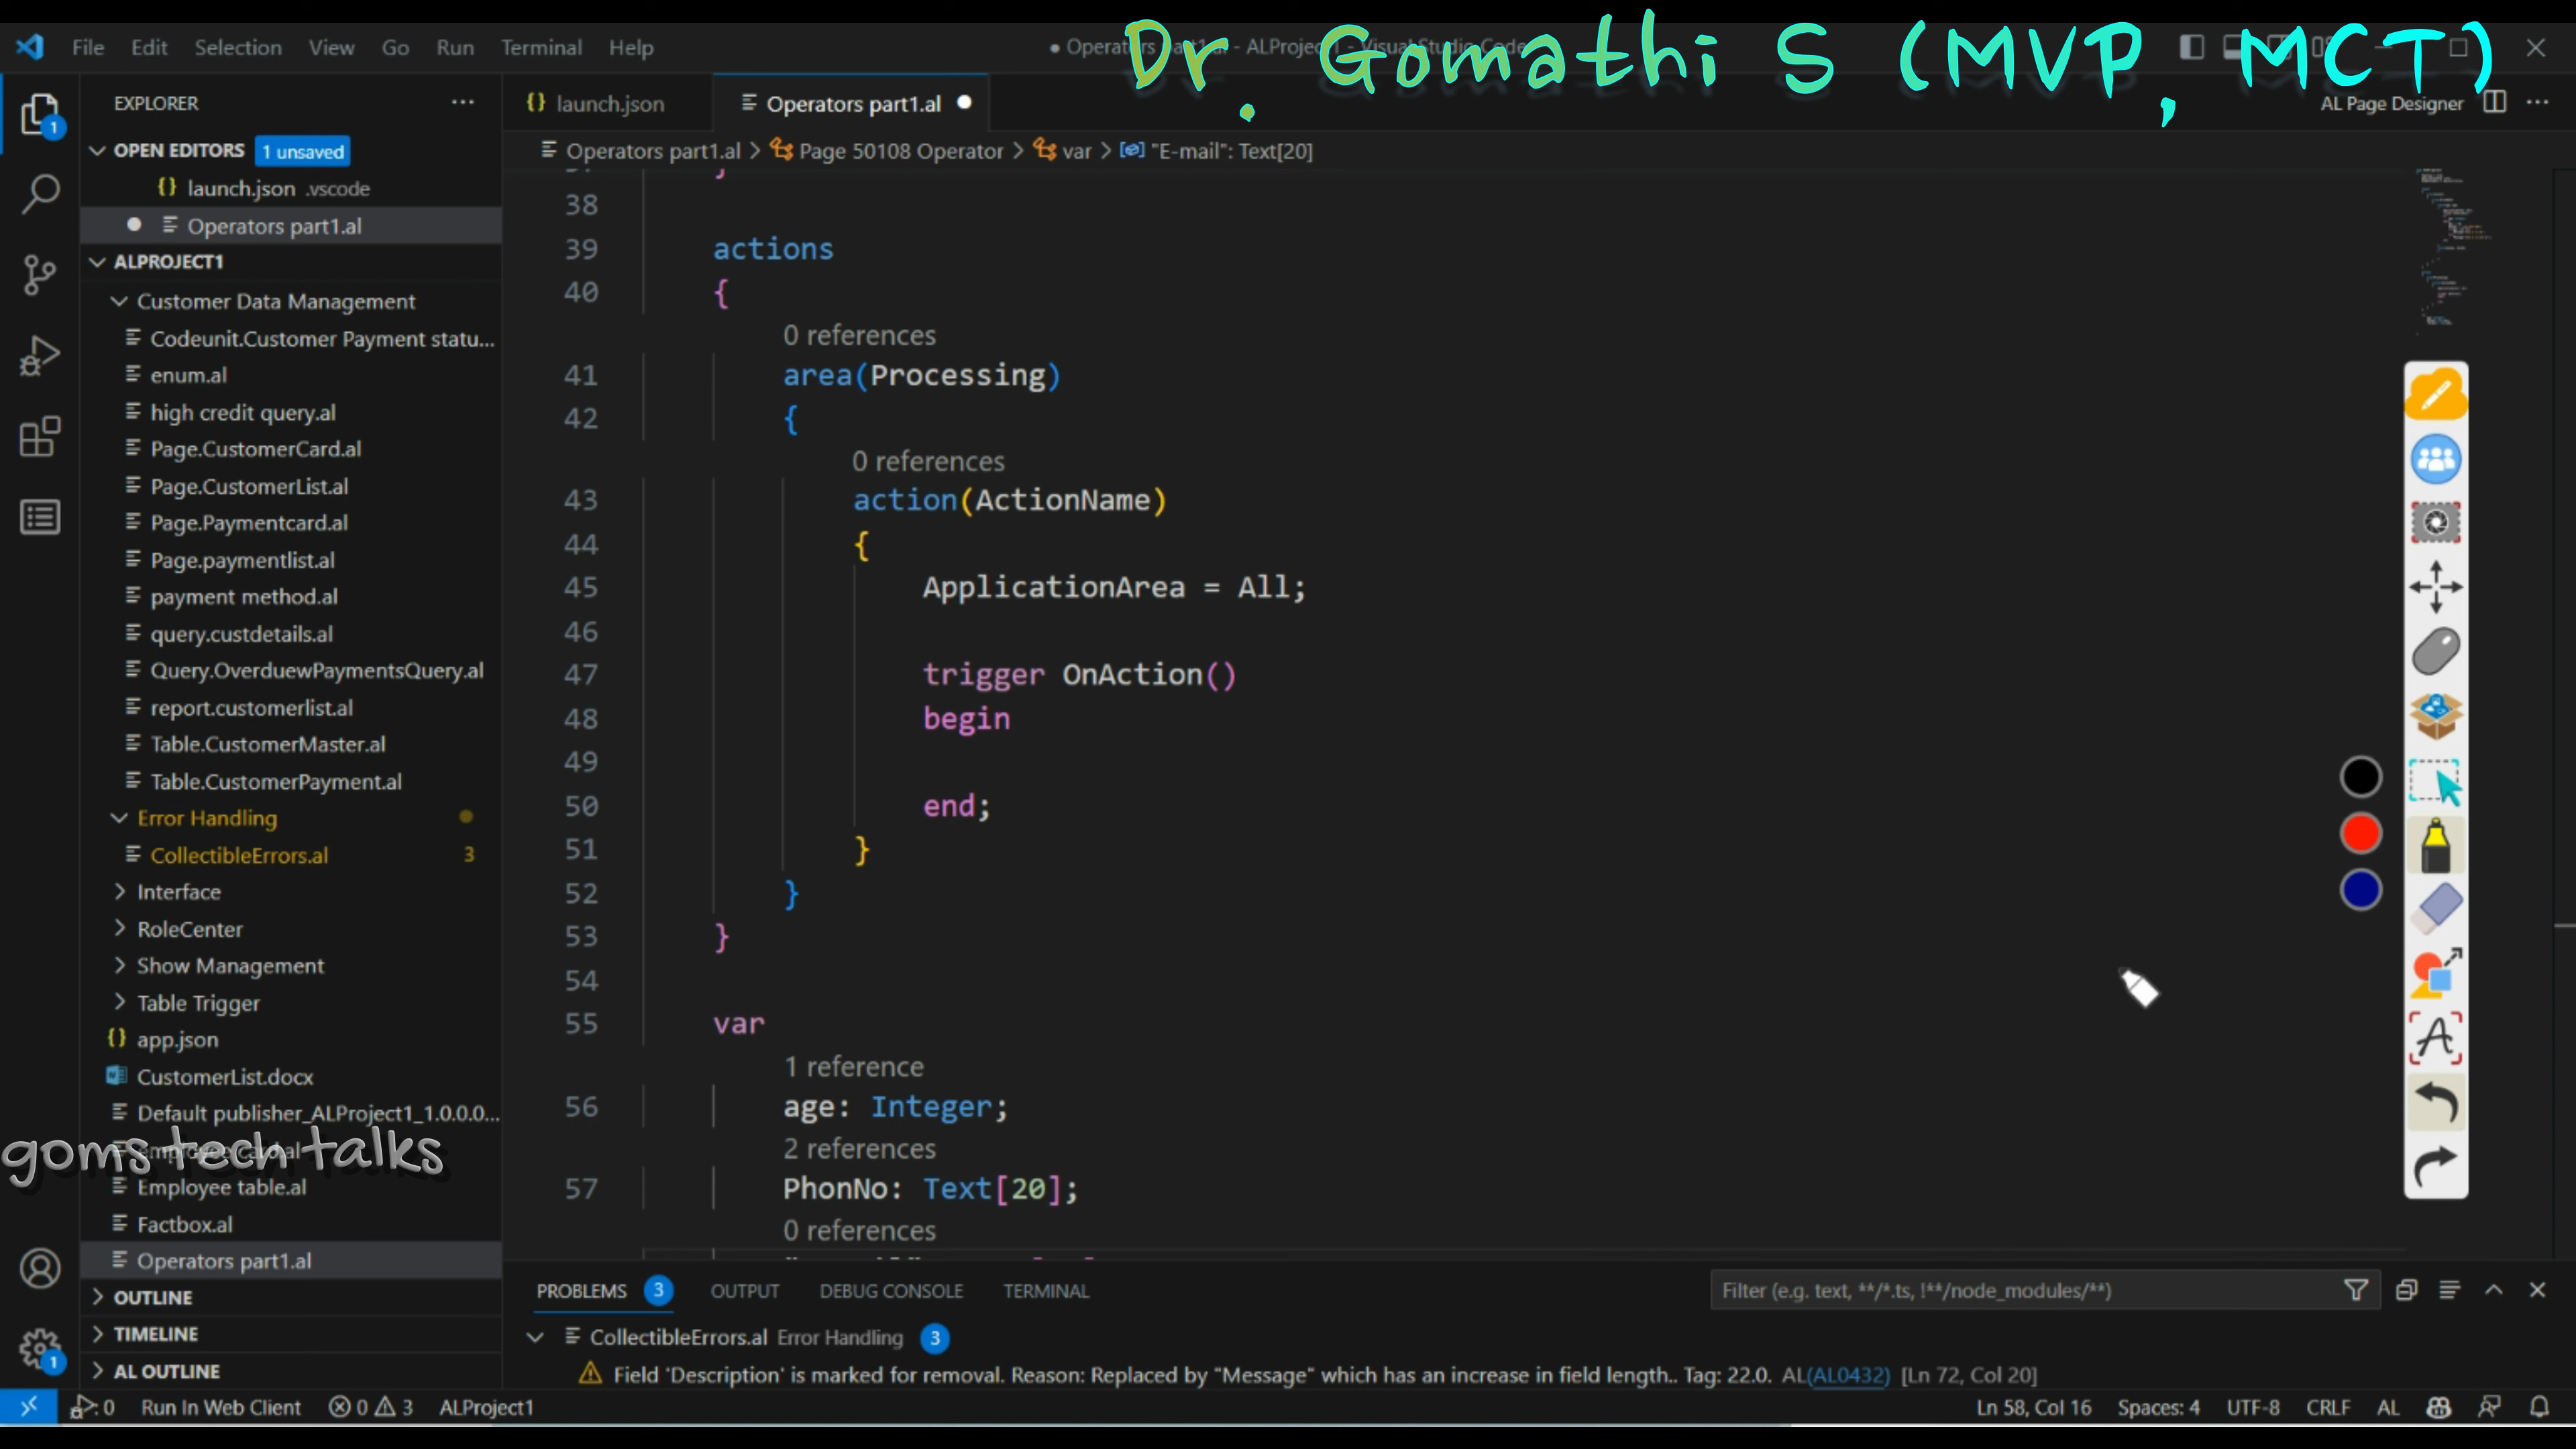 File Edit Selection View Go Run Terminal Help
Dr. Gomathi S (MVP, MCT)
EXPLORER
launch.json
Operators part1.al
AL Page Designer
OPEN EDITORS 1 unsaved
Operators part1.al > Page 50108 Operator > var > "E-mail": Text[20]
launch.json .vscode
Operators part1.al
ALPROJECT1
Customer Data Management
Codeunit.Customer Payment statu...
enum.al
high credit query.al
Page.CustomerCard.al
Page.CustomerList.al
Page.Paymentcard.al
Page.paymentlist.al
payment method.al
query.custdetails.al
Query.OverduewPaymentsQuery.al
report.customerlist.al
Table.CustomerMaster.al
Table.CustomerPayment.al
Error Handling
CollectibleErrors.al 3
Interface
RoleCenter
Show Management
Table Trigger
app.json
CustomerList.docx
Default publisher_ALProject1_1.0.0.0...
goms tech talks
Employee table.al
Factbox.al
Operators part1.al
OUTLINE
TIMELINE
AL OUTLINE
38
39 actions
40 {
0 references
41 area(Processing)
42 {
0 references
43 action(ActionName)
44 {
45 ApplicationArea = All;
46
47 trigger OnAction()
48 begin
49
50 end;
51 }
52 }
53 }
54
55 var
1 reference
56 age: Integer;
2 references
57 PhonNo: Text[20];
0 references
PROBLEMS 3 OUTPUT DEBUG CONSOLE TERMINAL
Filter (e.g. text, **/*.ts, !**/node_modules/**)
CollectibleErrors.al Error Handling 3
Field 'Description' is marked for removal. Reason: Replaced by "Message" which has an increase in field length.. Tag: 22.0. AL(AL0432) [Ln 72, Col 20]
0 Run In Web Client 0 3 ALProject1
Ln 58, Col 16 Spaces: 4 UTF-8 CRLF AL